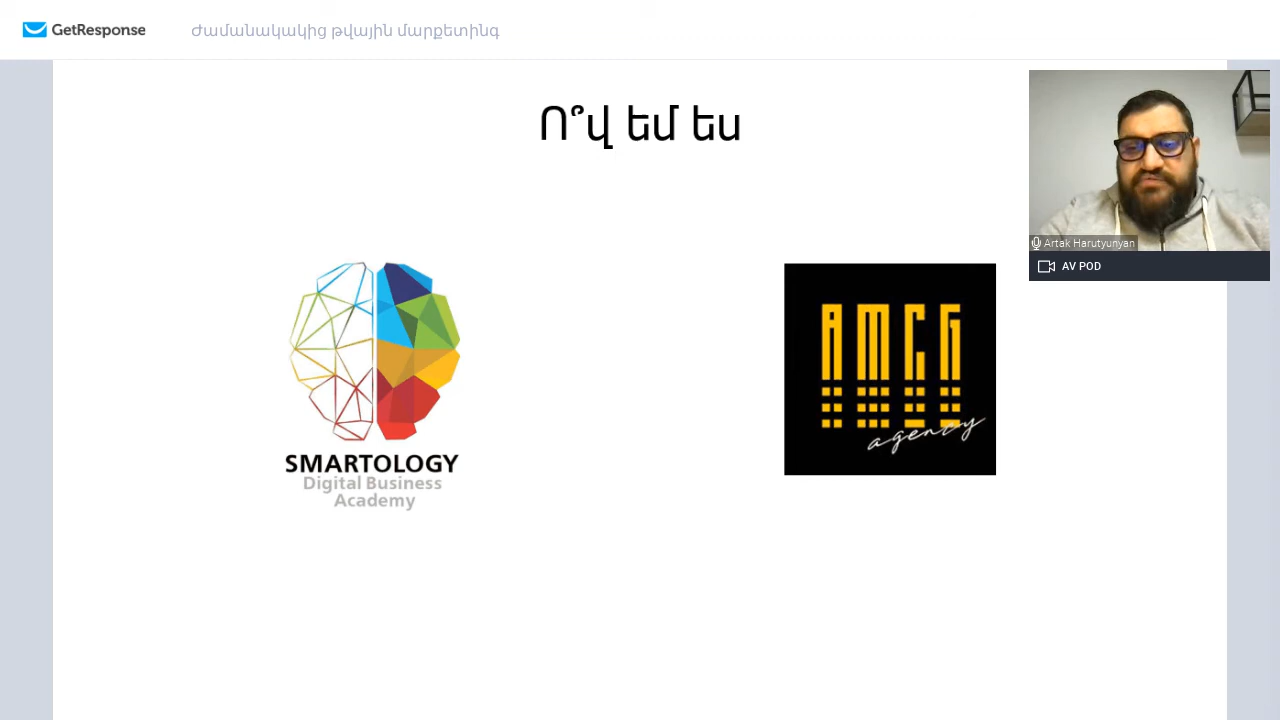 GetResponse
Ժամանակակից թվային մարքետինգ
Ո՞վ եմ ես
Artak Harutyunyan
AV POD
SMARTOLOGY
Digital Business
Academy
AMCG
agency